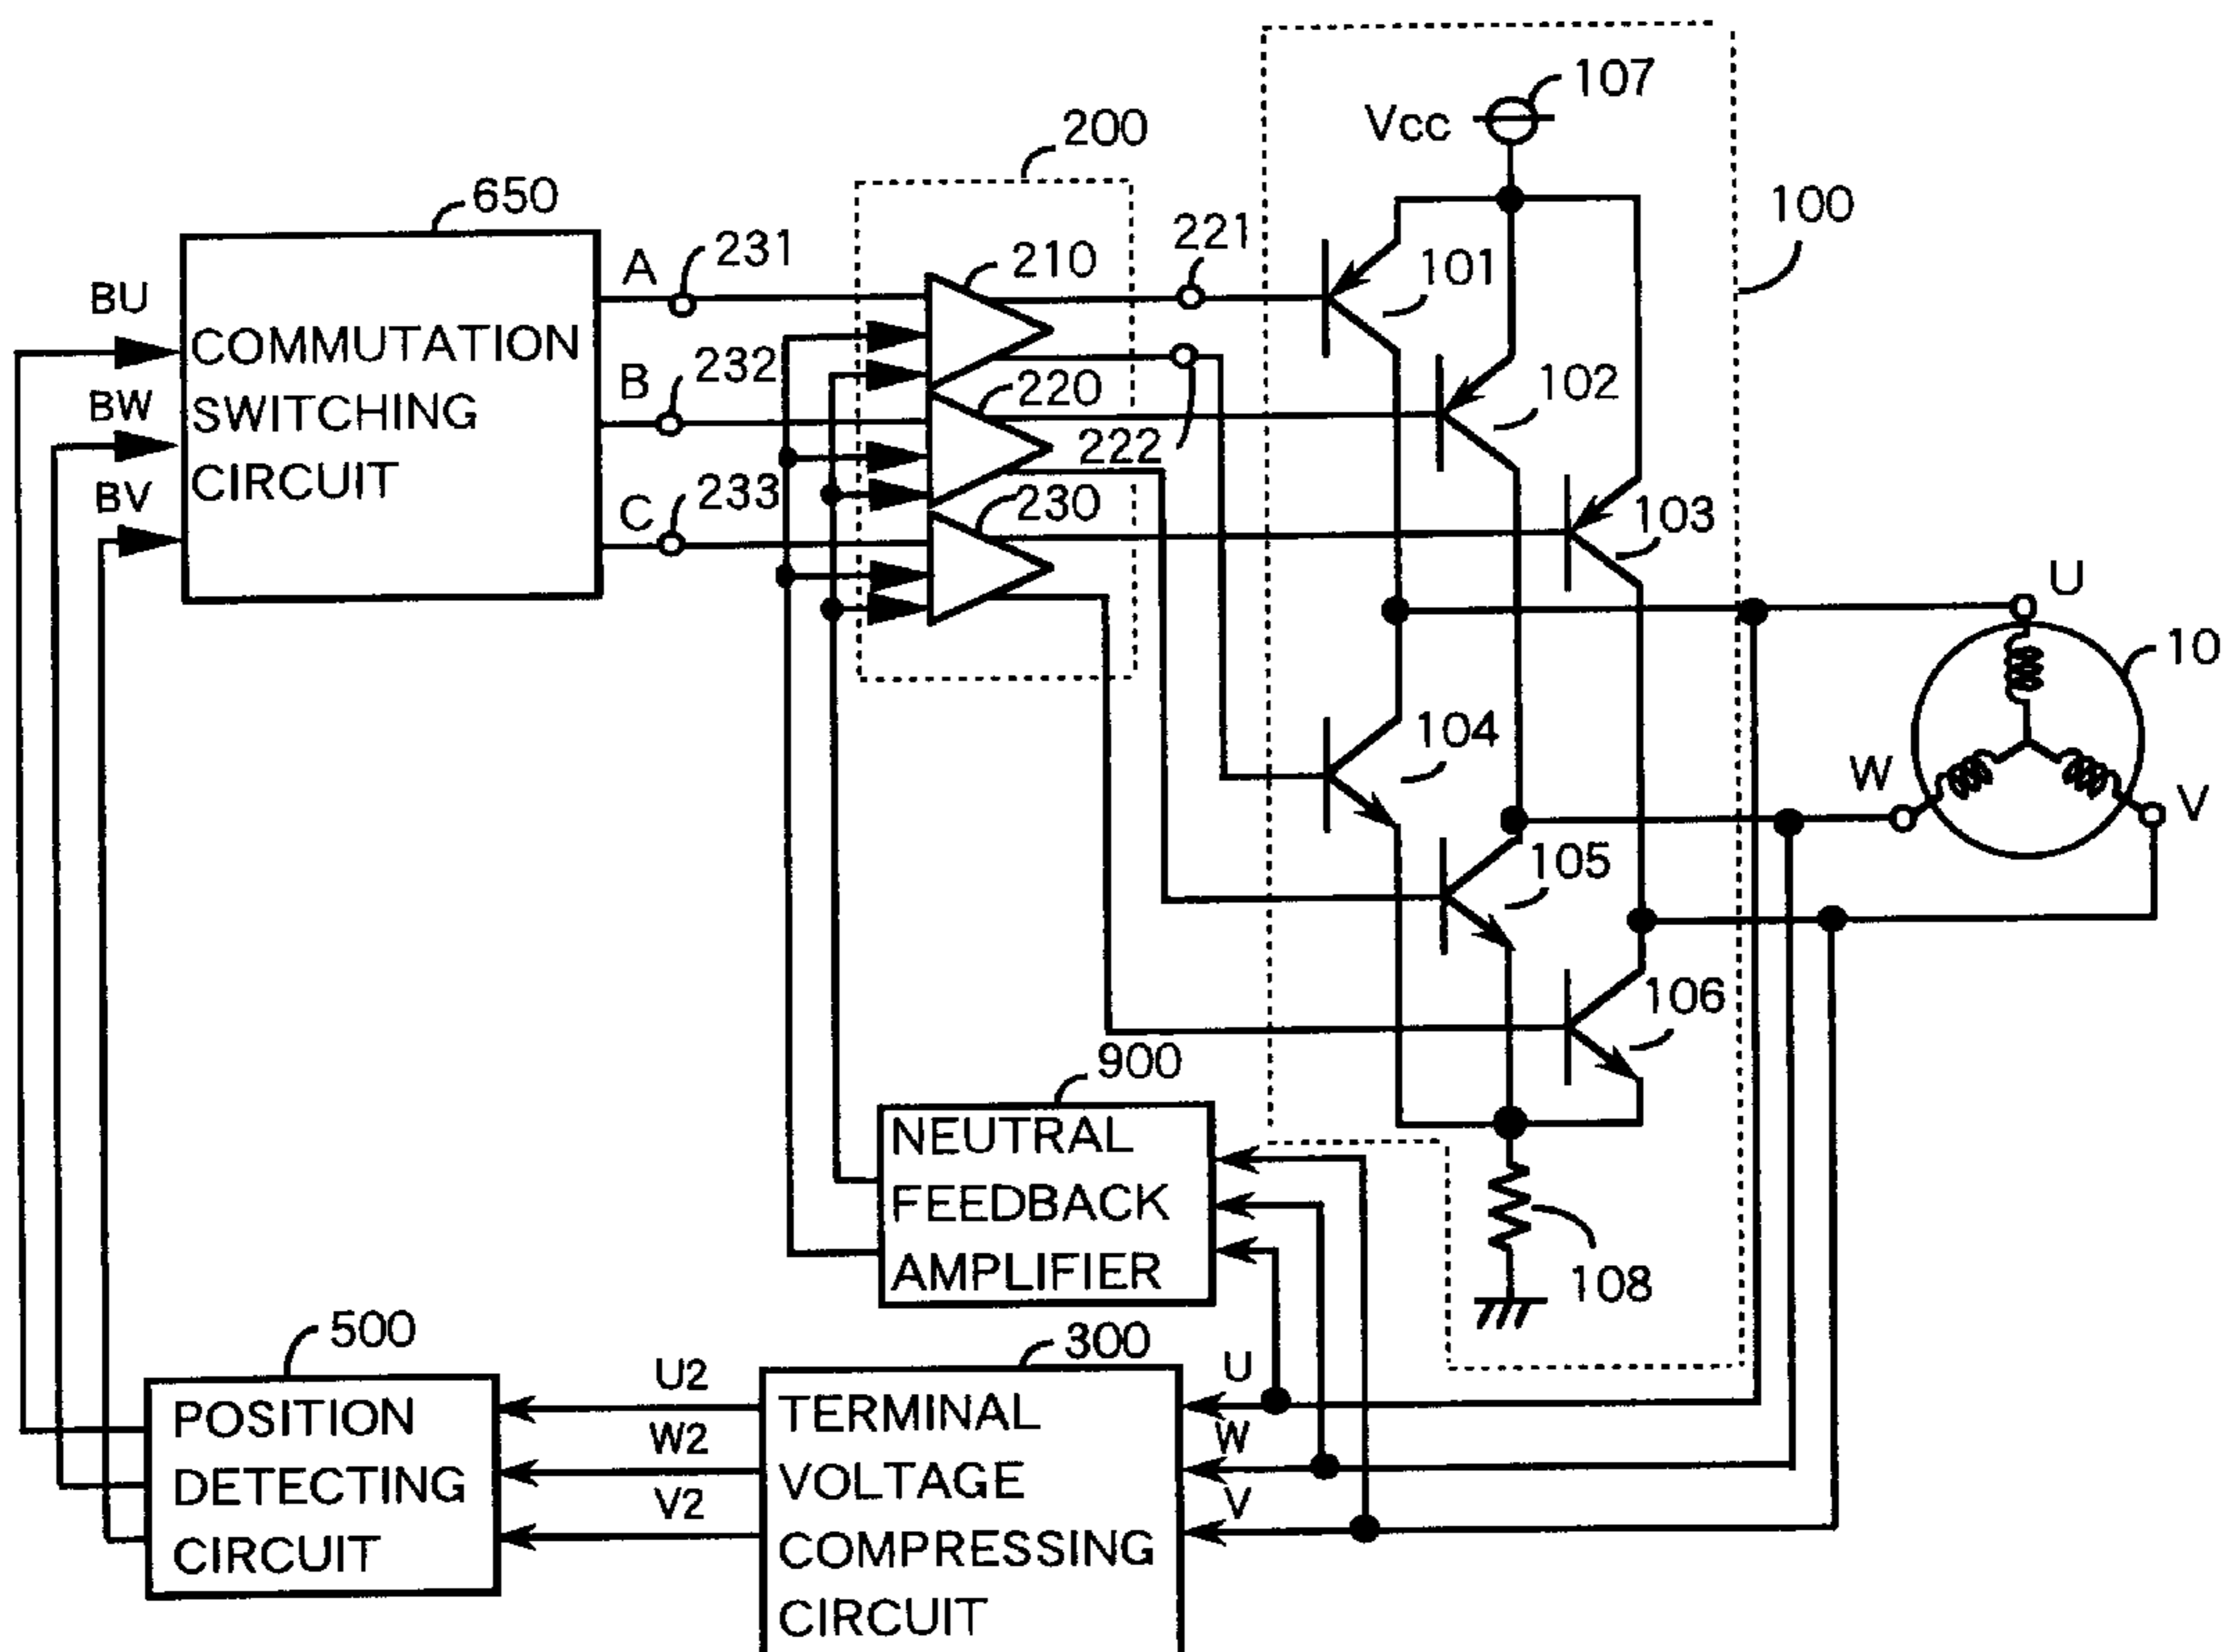 107
Vcc
200
650
100
A
231
210
221
101
BU
COMMUTATION
SWITCHING
CIRCUIT
B
232
220
222
102
BW
BV
C
233
230
103
U
10
104
W
V
105
106
900
NEUTRAL
FEEDBACK
AMPLIFIER
108
500
POSITION
DETECTING
CIRCUIT
U2
W2
V2
300
TERMINAL
VOLTAGE
COMPRESSING
CIRCUIT
U
W
V